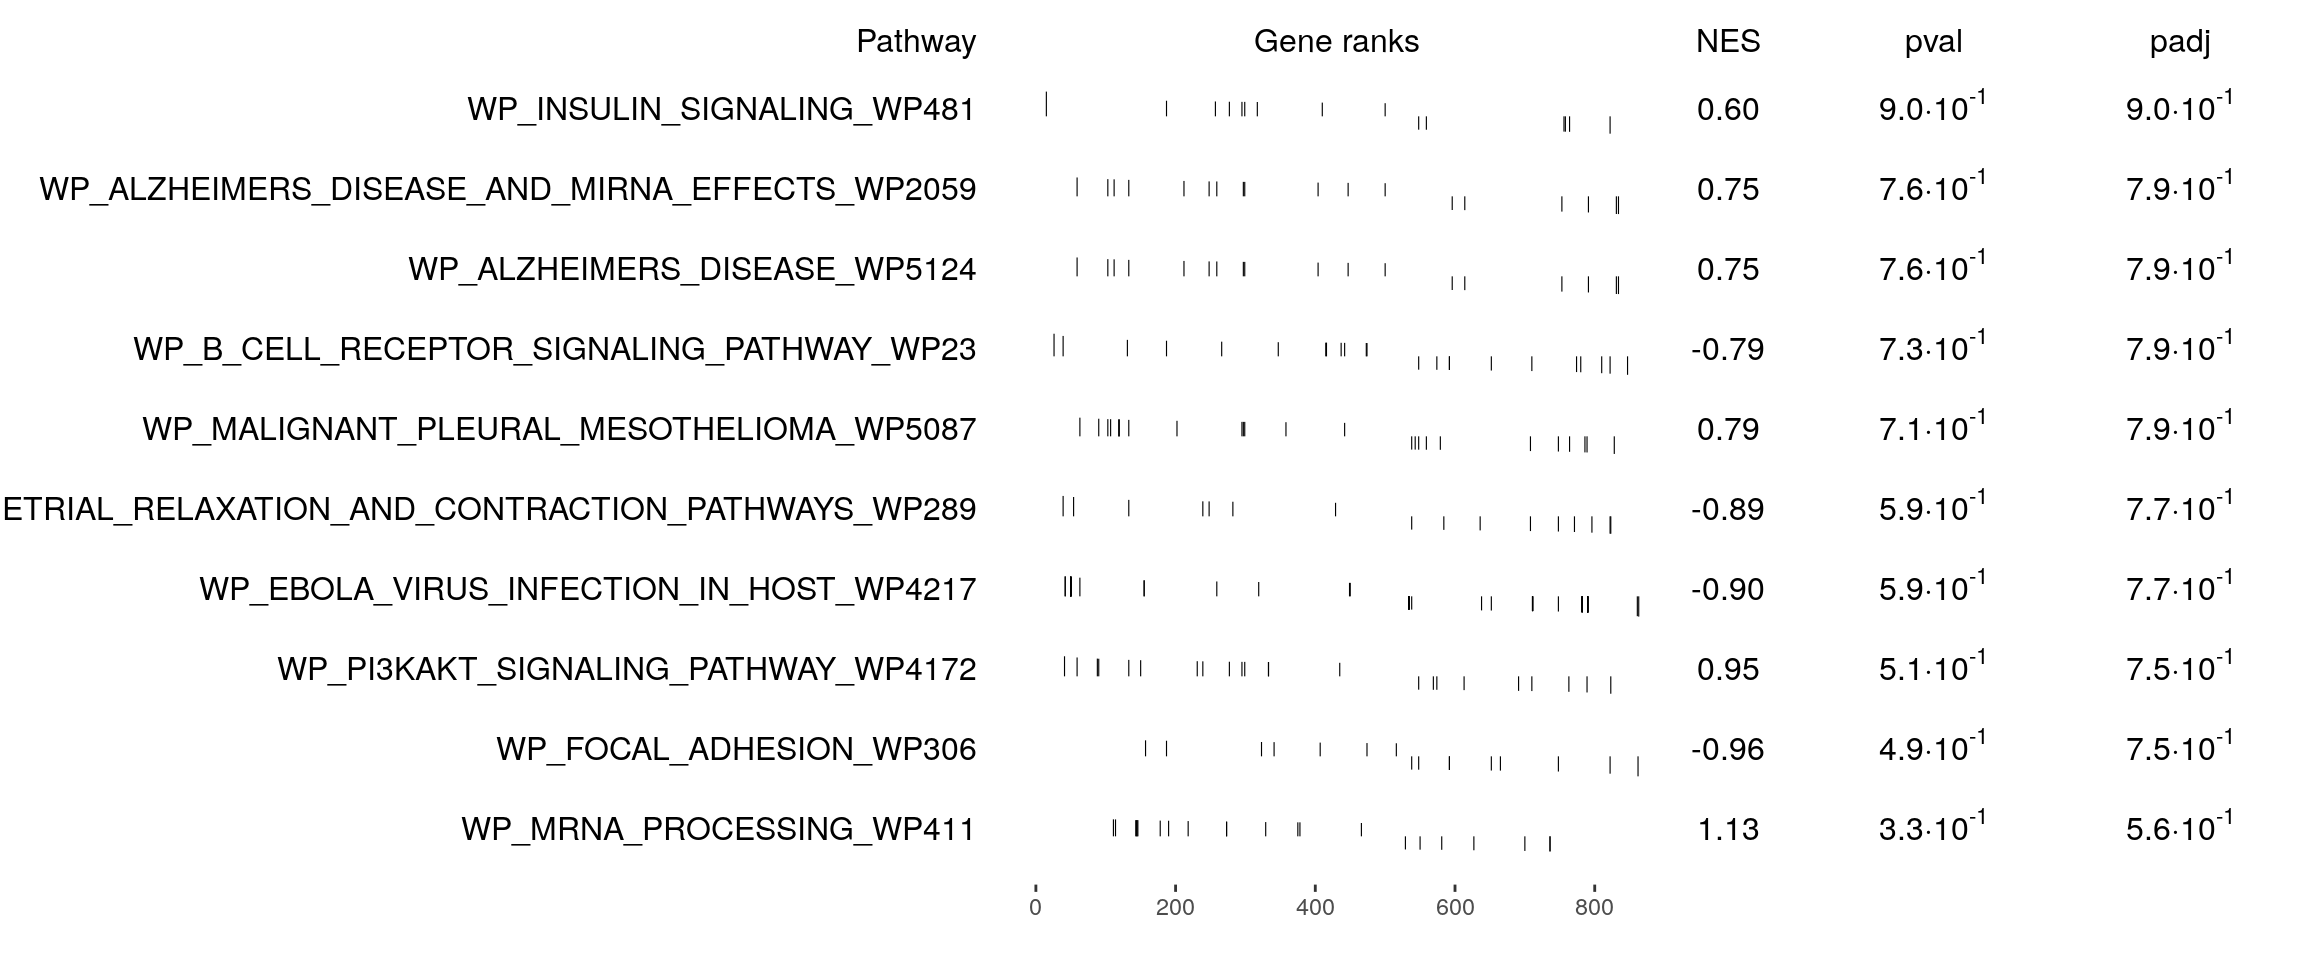 Pathway Gene ranks NES pval padj
WP_INSULIN_SIGNALING_WP481 0.60 9.0·10⁻¹ 9.0·10⁻¹
WP_ALZHEIMERS_DISEASE_AND_MIRNA_EFFECTS_WP2059 0.75 7.6·10⁻¹ 7.9·10⁻¹
WP_ALZHEIMERS_DISEASE_WP5124 0.75 7.6·10⁻¹ 7.9·10⁻¹
WP_B_CELL_RECEPTOR_SIGNALING_PATHWAY_WP23 -0.79 7.3·10⁻¹ 7.9·10⁻¹
WP_MALIGNANT_PLEURAL_MESOTHELIOMA_WP5087 0.79 7.1·10⁻¹ 7.9·10⁻¹
ETRIAL_RELAXATION_AND_CONTRACTION_PATHWAYS_WP289 -0.89 5.9·10⁻¹ 7.7·10⁻¹
WP_EBOLA_VIRUS_INFECTION_IN_HOST_WP4217 -0.90 5.9·10⁻¹ 7.7·10⁻¹
WP_PI3KAKT_SIGNALING_PATHWAY_WP4172 0.95 5.1·10⁻¹ 7.5·10⁻¹
WP_FOCAL_ADHESION_WP306 -0.96 4.9·10⁻¹ 7.5·10⁻¹
WP_MRNA_PROCESSING_WP411 1.13 3.3·10⁻¹ 5.6·10⁻¹
0 200 400 600 800